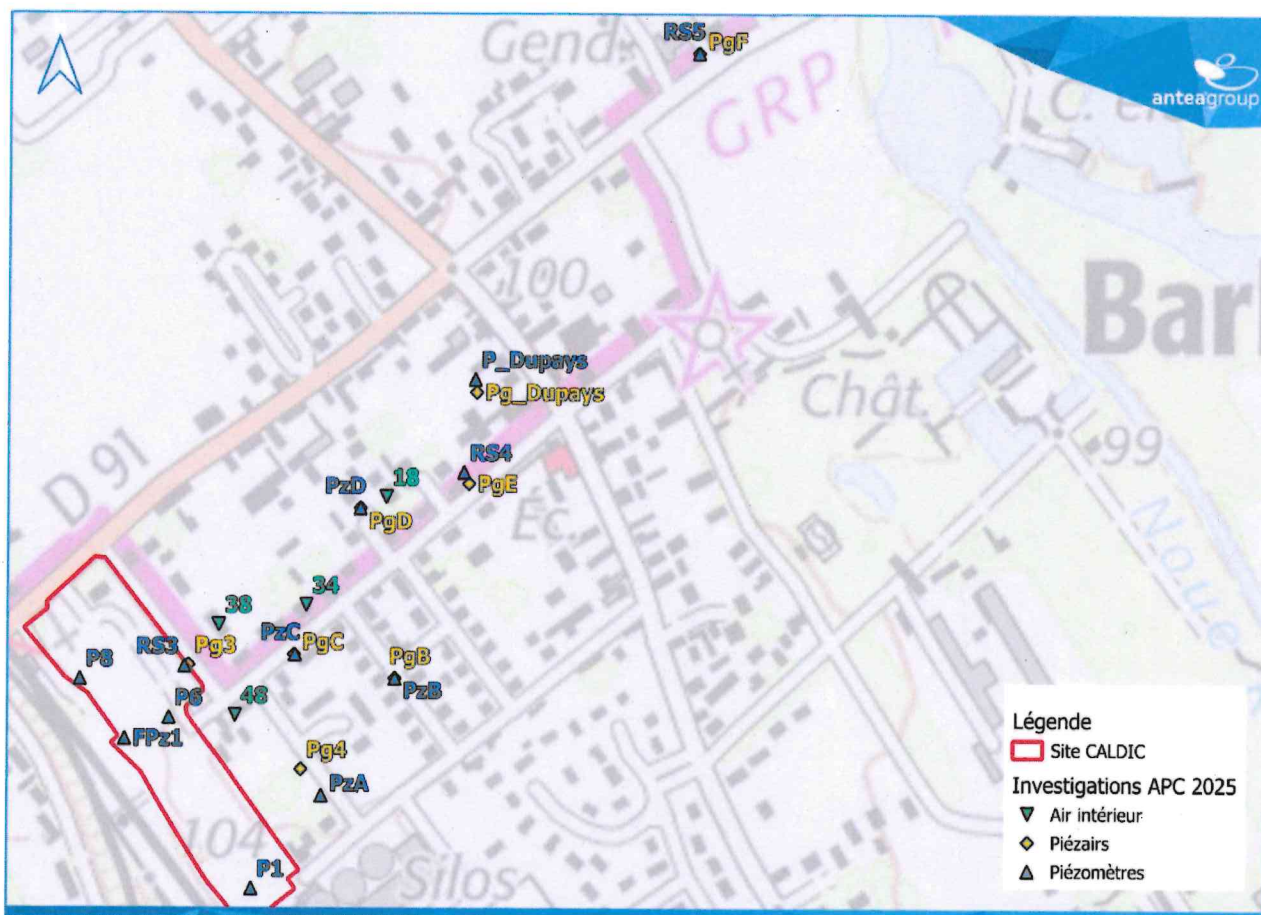 RS5
PgF
Gend.
GRP
anteagroup
100
Barl
P_Dupays
Pg_Dupays
Chât.
99
D 91
RS4
PgE
18
PzD
PgD
Éc.
Noue
34
38
PzC
PgC
RS3
Pg3
P8
PgB
PzB
P6
48
FPz1
Pg4
PzA
104
P1
Silos
Légende
Site CALDIC
Investigations APC 2025
Air intérieur
Piézairs
Piézomètres